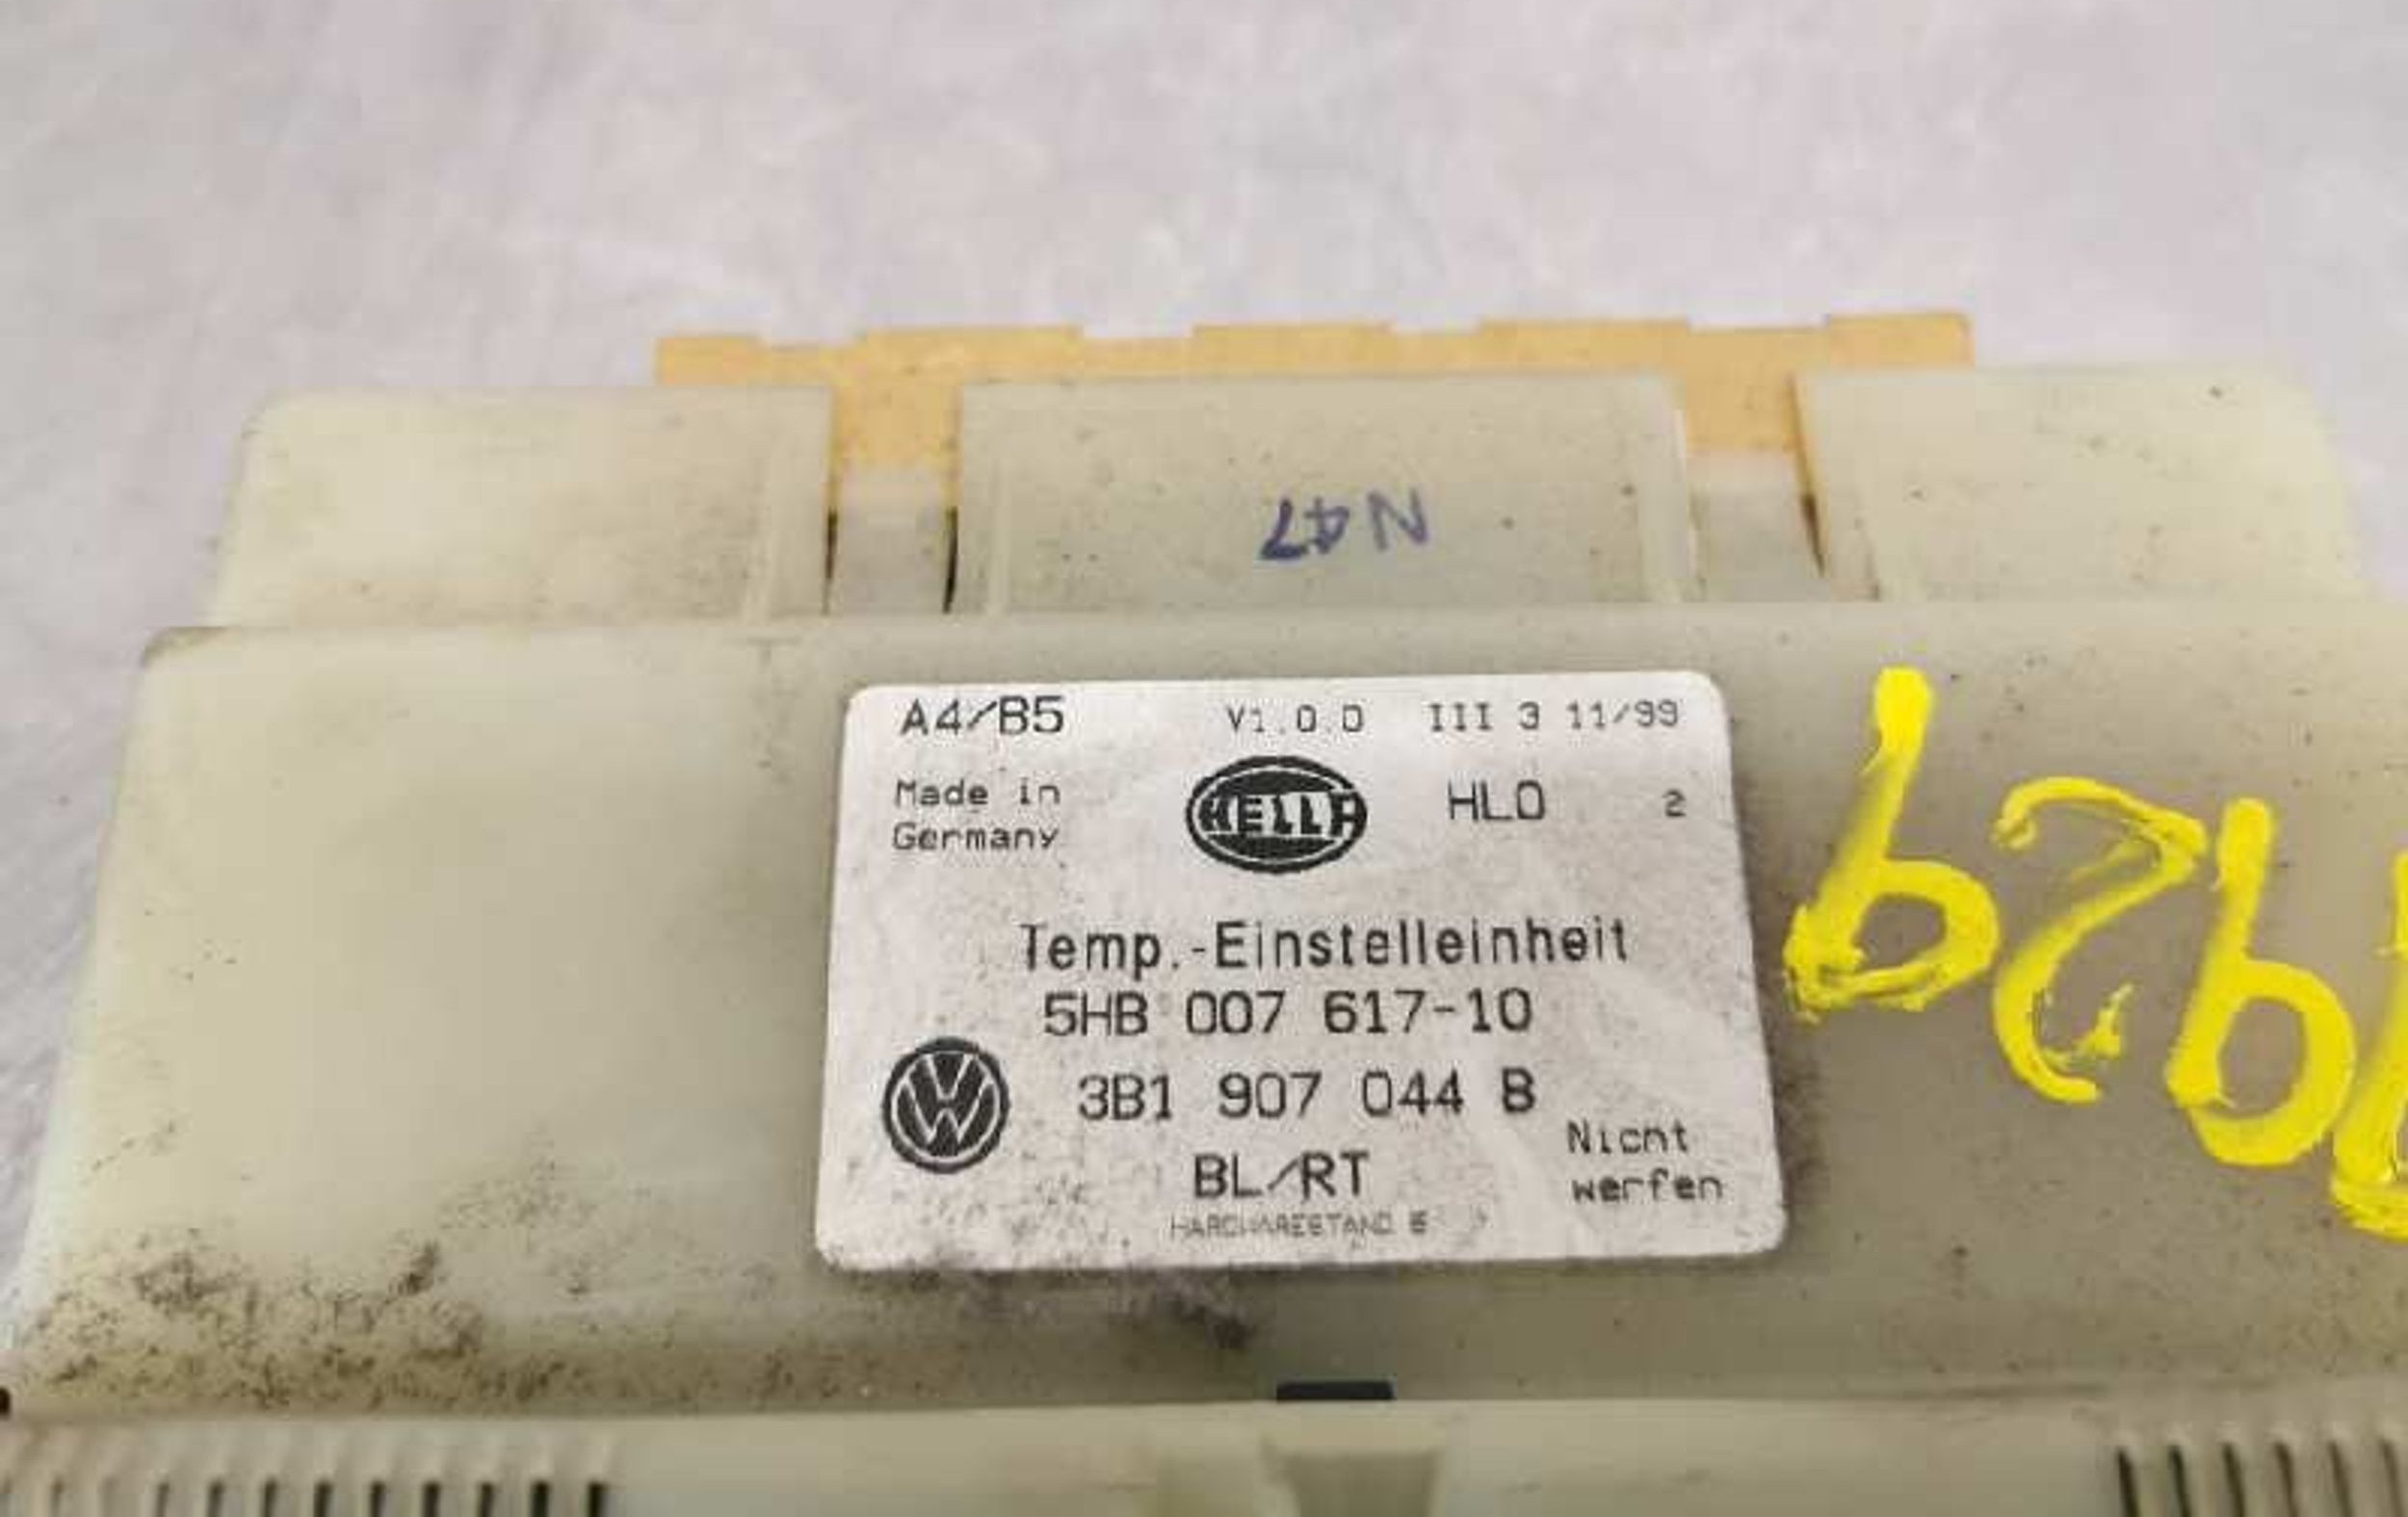 N 47
A4/B5 V1.0.0 III 3 11/99
Made in
Germany
HELLA
HLO 2
Temp.-Einstelleinheit
5HB 007 617-10
3B1 907 044 B
BL/RT
Nicht
werfen
HARDWARESTAND